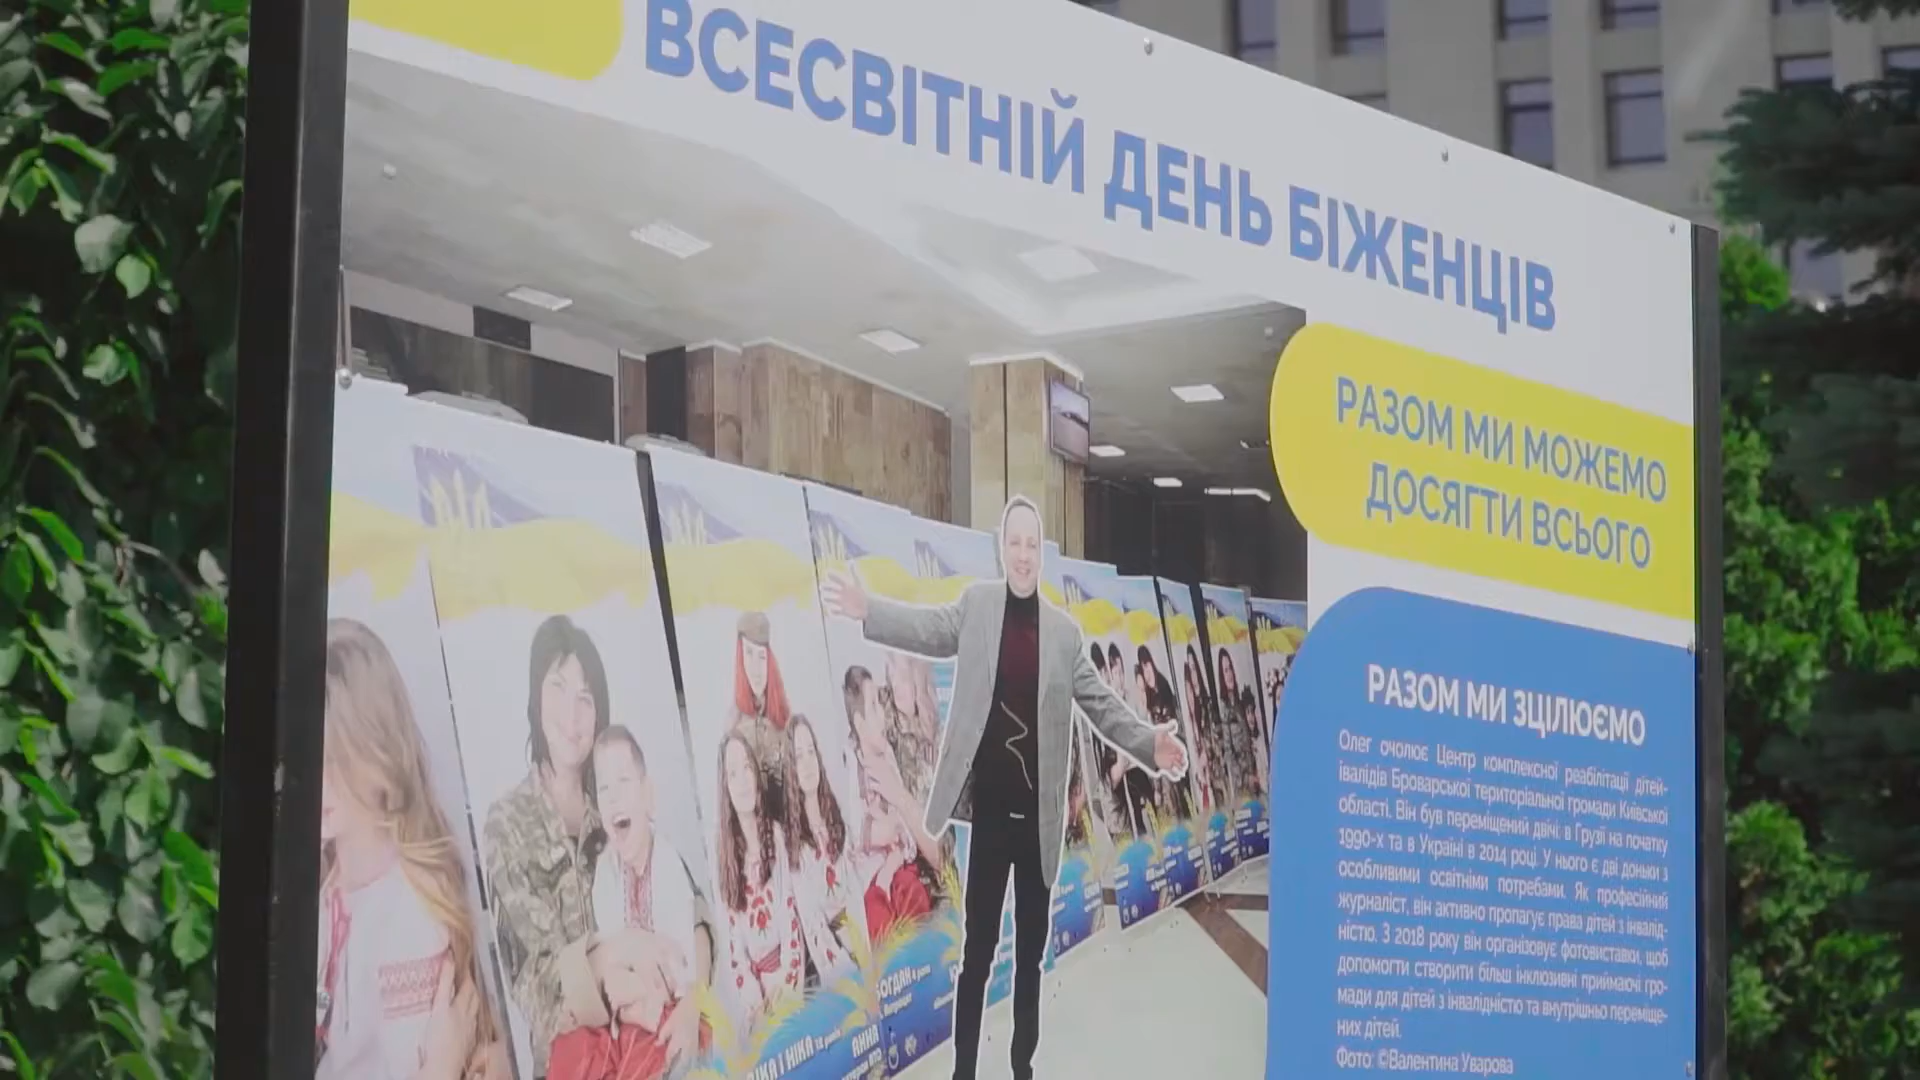 ВСЕСВІТНІЙ ДЕНЬ БІЖЕНЦІВ
РАЗОМ МИ МОЖЕМО
ДОСЯГТИ ВСЬОГО
РАЗОМ МИ ЗЦІЛЮЄМО
Олег очолює Центр комплексної реабілітації дітей-
інвалідів Броварської територіальної громади Київської
області. Він був переміщений двічі: в Грузії на початку
1990-х та в Україні в 2014 році. У нього є дві доньки з
особливими освітніми потребами. Як професійний
журналіст, він активно пропагує права дітей з інвалід-
ністю. З 2018 року він організовує фотовиставки, щоб
допомогти створити більш інклюзивні приймаючі гро-
мади для дітей з інвалідністю та внутрішньо переміще-
них дітей.
Фото: ©Валентина Уварова
БОГДАН
АННА
І НІКА